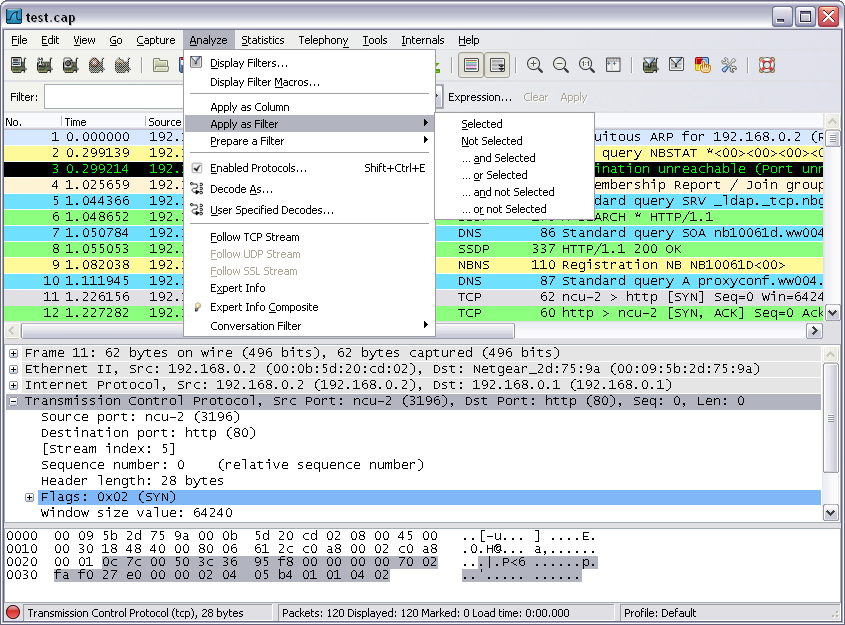 test.cap
File Edit View Go Capture Analyze Statistics Telephony Tools Internals Help
Display Filters...
Display Filter Macros...
Apply as Column
Apply as Filter
Prepare a Filter
Enabled Protocols... Shift+Ctrl+E
Decode As...
User Specified Decodes...
Follow TCP Stream
Follow UDP Stream
Follow SSL Stream
Expert Info
Expert Info Composite
Conversation Filter
Selected
Not Selected
... and Selected
... or Selected
... and not Selected
... or not Selected
Filter: Expression... Clear Apply
No. Time Source
1 0.000000 192. uitous ARP for 192.168.0.2 (R
2 0.299139 192. query NBSTAT *<00><00><00><0
3 0.299214 192. ination unreachable (Port unr
4 1.025659 192. mbership Report / Join group
5 1.044366 192. dard query SRV _ldap._tcp.nbg
6 1.048652 192. SEARCH * HTTP/1.1
7 1.050784 192. DNS 86 Standard query SOA nb10061d.ww004
8 1.055053 192. SSDP 337 HTTP/1.1 200 OK
9 1.082038 192. NBNS 110 Registration NB NB10061D<00>
10 1.111945 192. DNS 87 Standard query A proxyconf.ww004.
11 1.226156 192. TCP 62 ncu-2 > http [SYN] Seq=0 Win=6424
12 1.227282 192. TCP 60 http > ncu-2 [SYN, ACK] Seq=0 Ack
Frame 11: 62 bytes on wire (496 bits), 62 bytes captured (496 bits)
Ethernet II, Src: 192.168.0.2 (00:0b:5d:20:cd:02), Dst: Netgear_2d:75:9a (00:09:5b:2d:75:9a)
Internet Protocol, Src: 192.168.0.2 (192.168.0.2), Dst: 192.168.0.1 (192.168.0.1)
Transmission Control Protocol, Src Port: ncu-2 (3196), Dst Port: http (80), Seq: 0, Len: 0
Source port: ncu-2 (3196)
Destination port: http (80)
[Stream index: 5]
Sequence number: 0 (relative sequence number)
Header length: 28 bytes
Flags: 0x02 (SYN)
Window size value: 64240
0000 00 09 5b 2d 75 9a 00 0b 5d 20 cd 02 08 00 45 00 ..[-u... ] ....E.
0010 00 30 18 48 40 00 80 06 61 2c c0 a8 00 02 c0 a8 .0.H@... a,......
0020 00 01 0c 7c 00 50 3c 36 95 f8 00 00 00 00 70 02 ...|.P<6 ......p.
0030 fa f0 27 e0 00 00 02 04 05 b4 01 01 04 02 ..'..... ......
Transmission Control Protocol (tcp), 28 bytes Packets: 120 Displayed: 120 Marked: 0 Load time: 0:00.000 Profile: Default